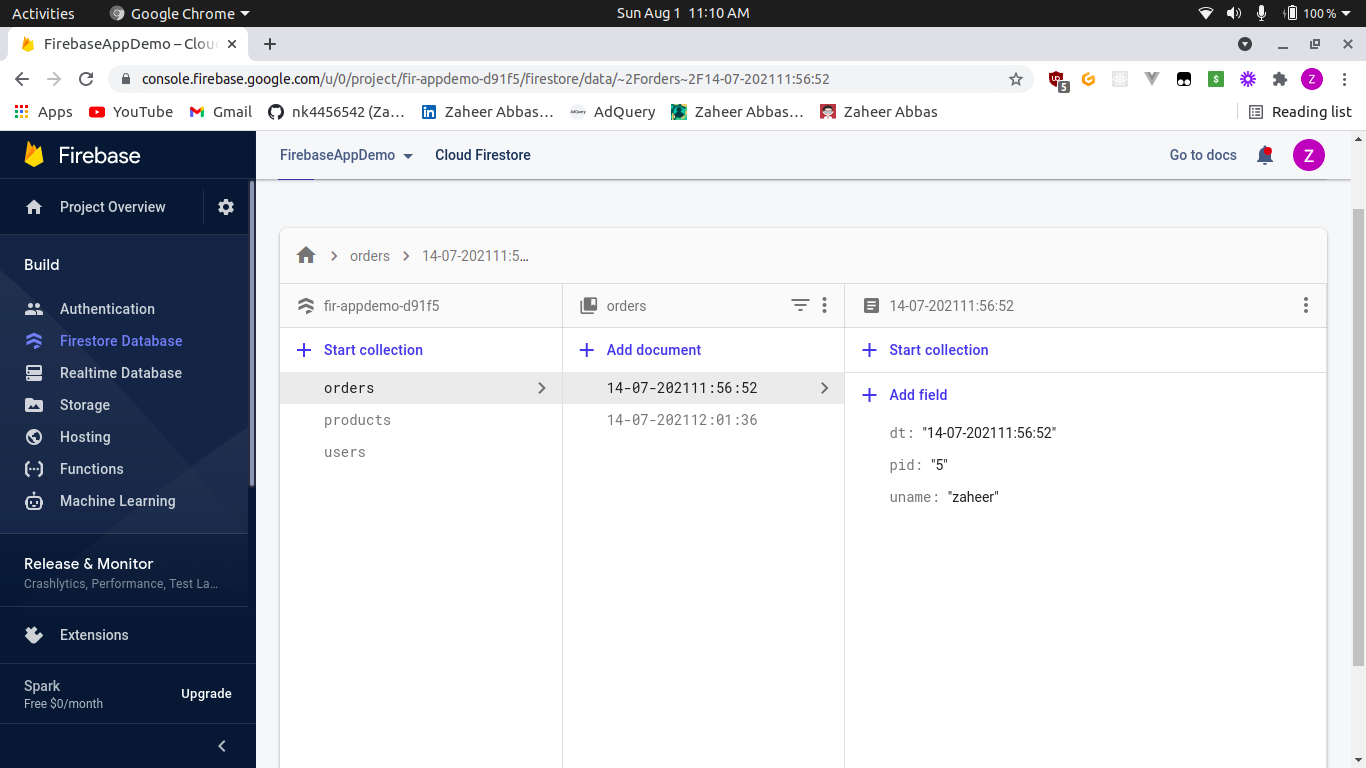 Activities
Google Chrome
Sun Aug 1 11:10 AM
100 %
FirebaseAppDemo – Clou
console.firebase.google.com/u/0/project/fir-appdemo-d91f5/firestore/data/~2Forders~2F14-07-202111:56:52
5
$
Z
Apps
YouTube
Gmail
nk4456542 (Za…
Zaheer Abbas…
AdQuery
Zaheer Abbas…
Zaheer Abbas
Reading list
Firebase
FirebaseAppDemo
Cloud Firestore
Go to docs
Z
Project Overview
Build
Authentication
Firestore Database
Realtime Database
Storage
Hosting
Functions
Machine Learning
Release & Monitor
Crashlytics, Performance, Test La…
Extensions
Spark
Free $0/month
Upgrade
orders
14-07-202111:5…
fir-appdemo-d91f5
Start collection
orders
products
users
orders
Add document
14-07-202111:56:52
14-07-202112:01:36
14-07-202111:56:52
Start collection
Add field
dt: "14-07-202111:56:52"
pid: "5"
uname: "zaheer"